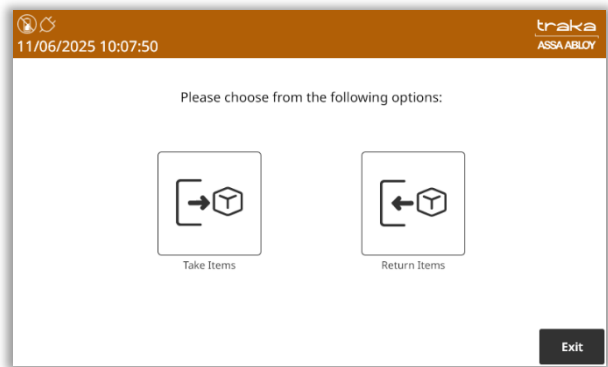 traka
11/06/2025 10:07:50
ASSA ABLOY
Please choose from the following options:
Take Items
Return Items
Exit